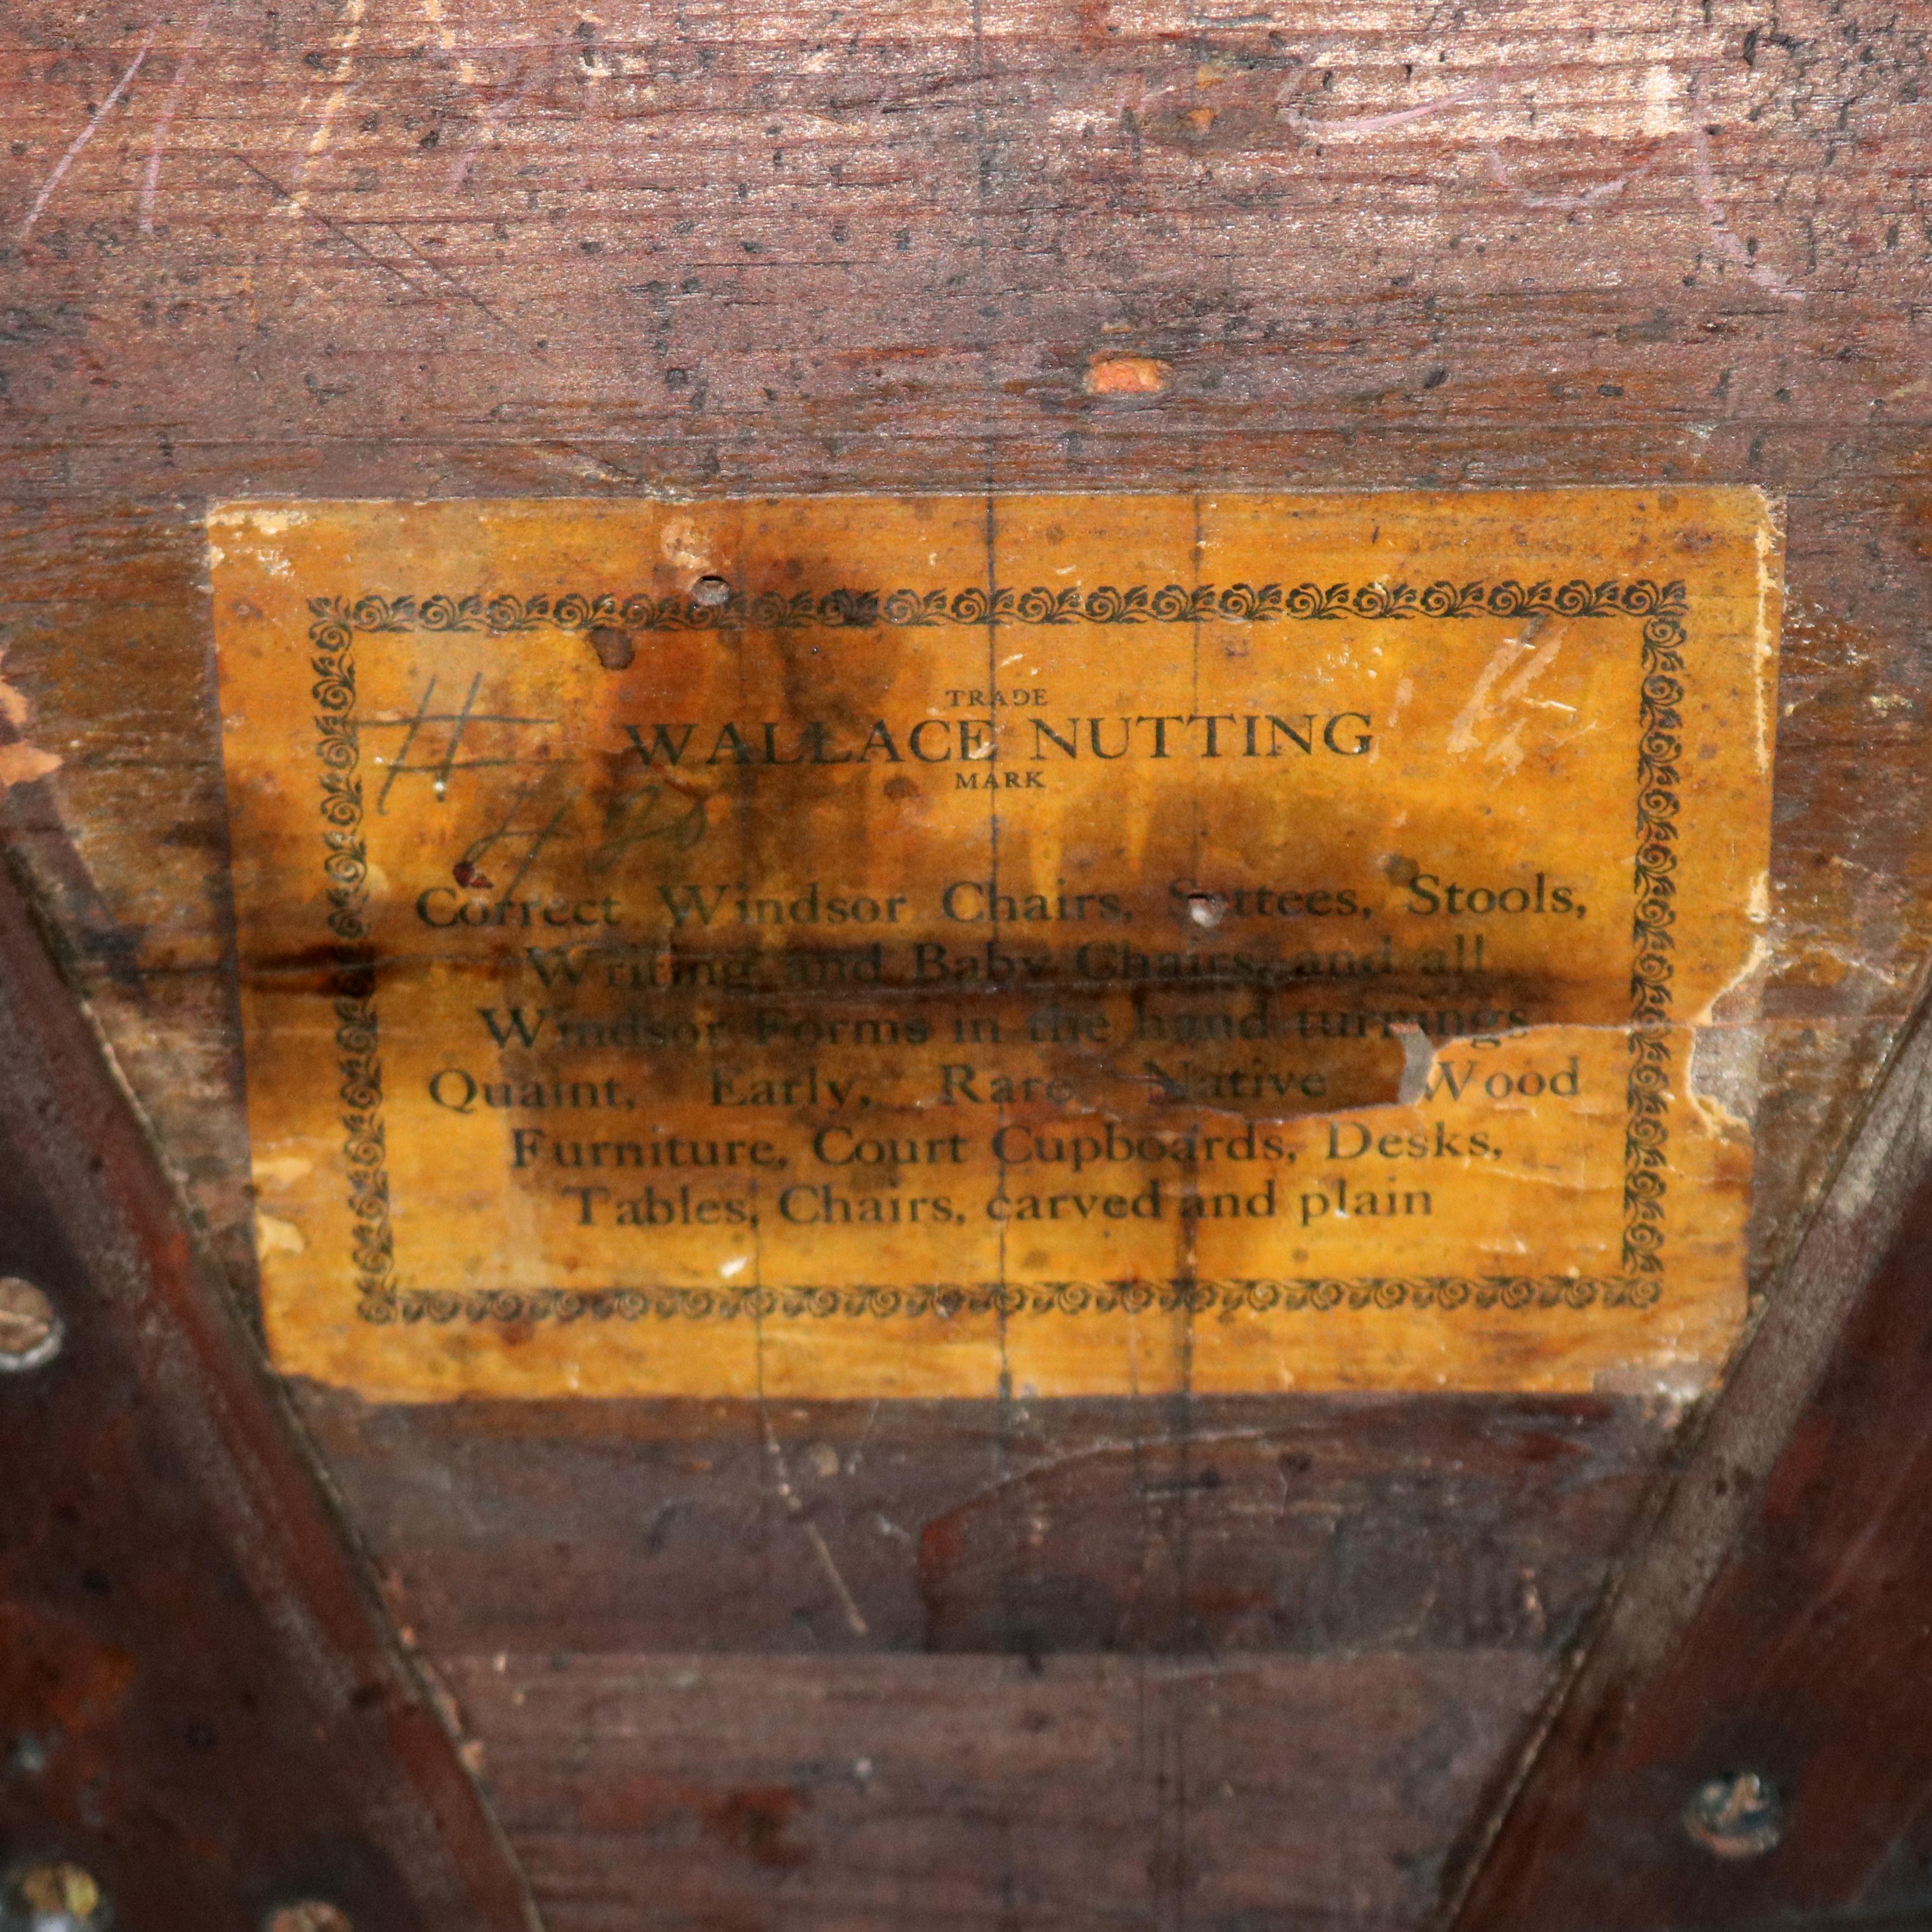 TRADE
WALLACE NUTTING
MARK
#
420
Correct Windsor Chairs, Settees, Stools,
Writing and Baby Chairs, and all
Windsor Forms in the hand turnings
Quaint, Early, Rare Native Wood
Furniture, Court Cupboards, Desks,
Tables, Chairs, carved and plain